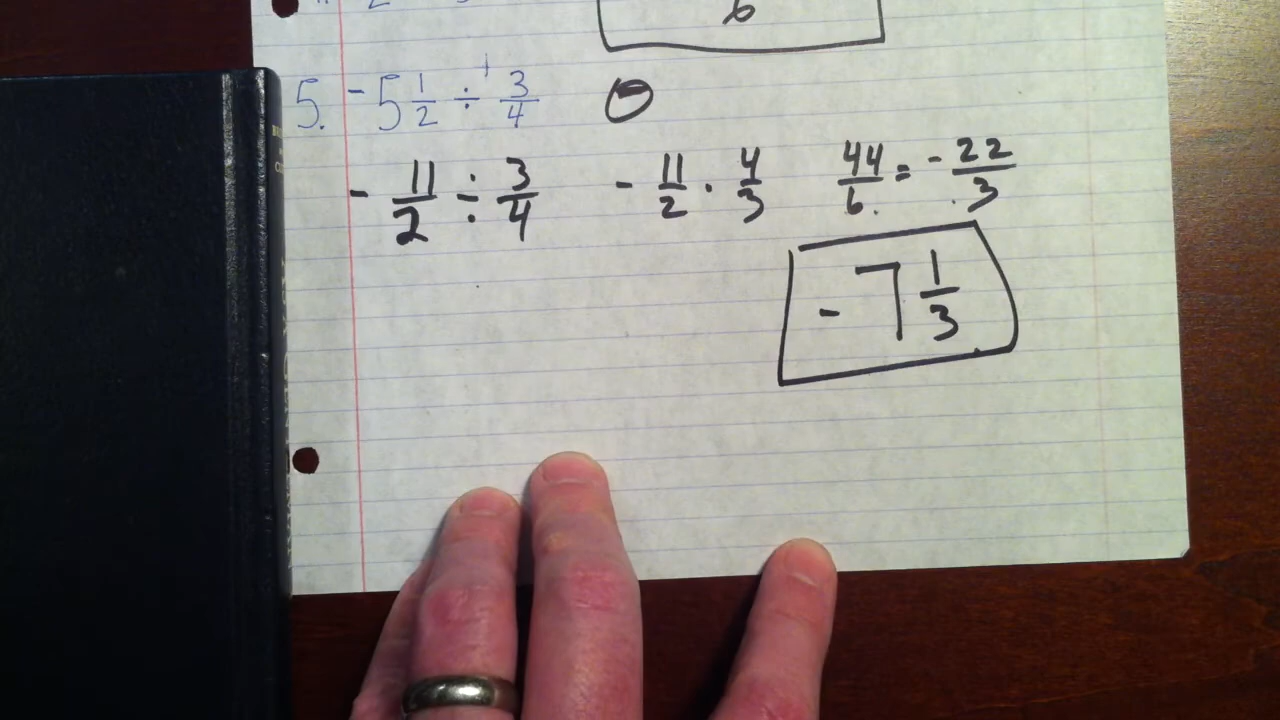 6
5. ⁻5 1/2 ÷ ⁺3/4 ⊖
- 11/2 ÷ 3/4 - 11/2 · 4/3 44/6 = -22/3
- 7 1/3